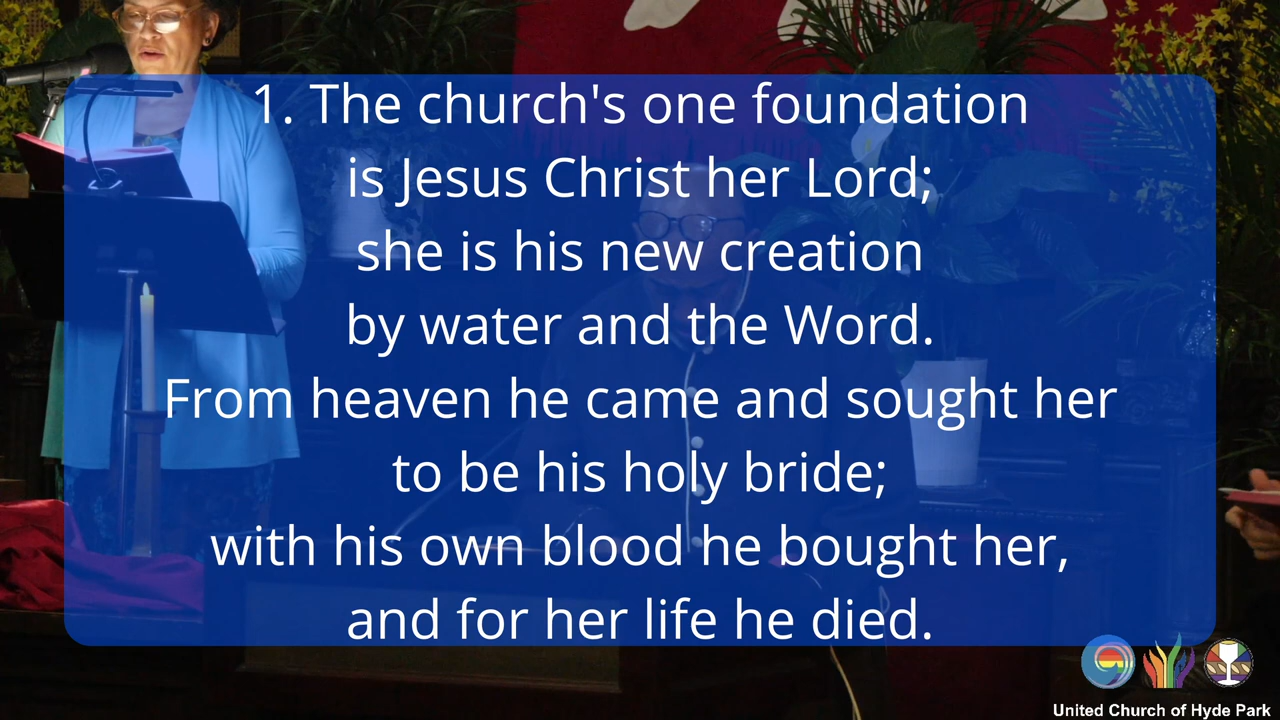 1. The church's one foundation
is Jesus Christ her Lord;
she is his new creation
by water and the Word.
From heaven he came and sought her
to be his holy bride;
with his own blood he bought her,
and for her life he died.
United Church of Hyde Park